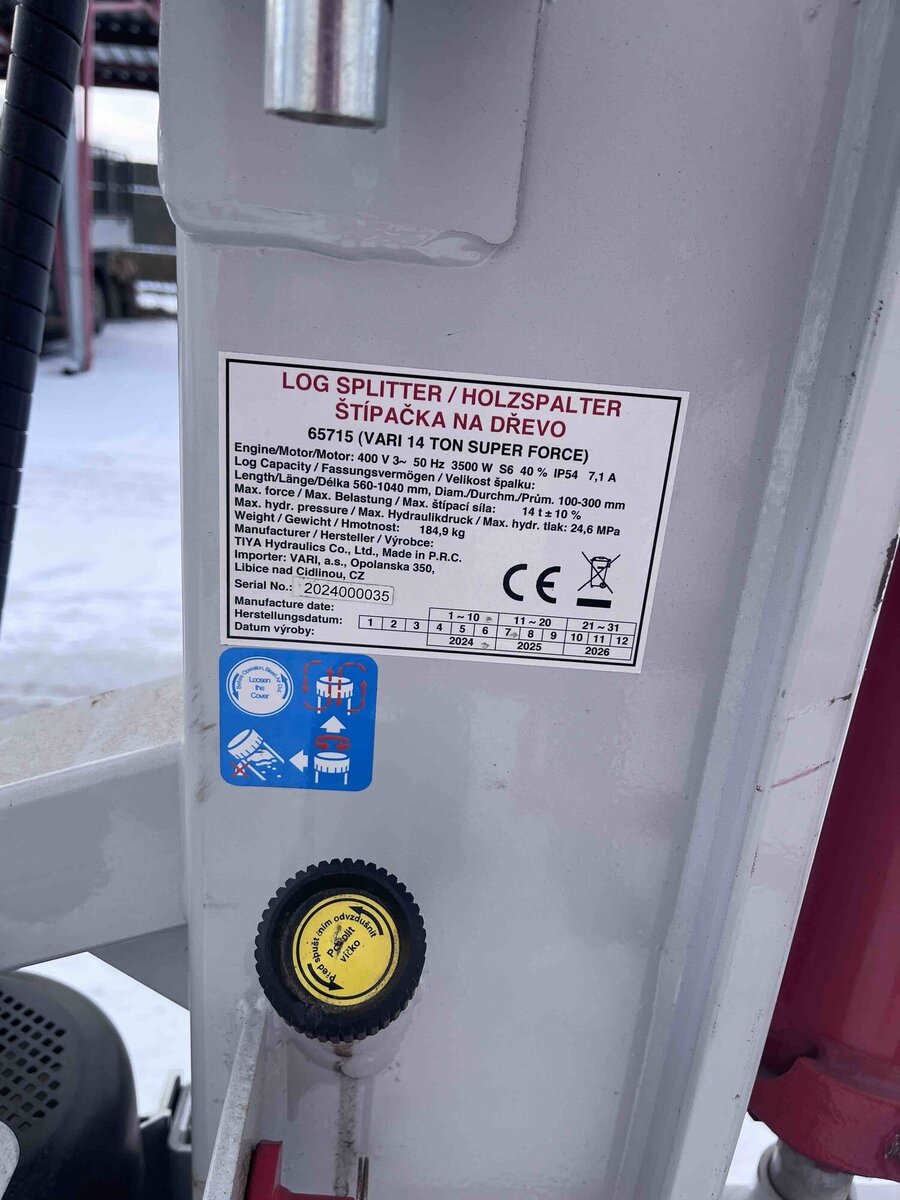 LOG SPLITTER / HOLZSPALTER
ŠTÍPAČKA NA DŘEVO
65715 (VARI 14 TON SUPER FORCE)
Engine/Motor/Motor: 400 V 3~ 50 Hz 3500 W S6 40 % IP54 7,1 A
Log Capacity / Fassungsvermögen / Velikost špalku:
Length/Länge/Délka 560-1040 mm, Diam./Durchm./Prům. 100-300 mm
Max. force / Max. Belastung / Max. štípací síla: 14 t ± 10 %
Max. hydr. pressure / Max. Hydraulikdruck / Max. hydr. tlak: 24,6 MPa
Weight / Gewicht / Hmotnost: 184,9 kg
Manufacturer / Hersteller / Výrobce:
TIYA Hydraulics Co., Ltd., Made in P.R.C.
Importer: VARI, a.s., Opolanska 350,
Libice nad Cidlinou, CZ
CE
Serial No.: 2024000035
Manufacture date:
Herstellungsdatum:
Datum výroby:
1~10 11~20 21~31
1 2 3 4 5 6 7 8 9 10 11 12
2024 2025 2026
Before Operation, Bleed Air Out
Loosen
the
Cover
Před spuštěním odvzdušnit
Povolit
víčko